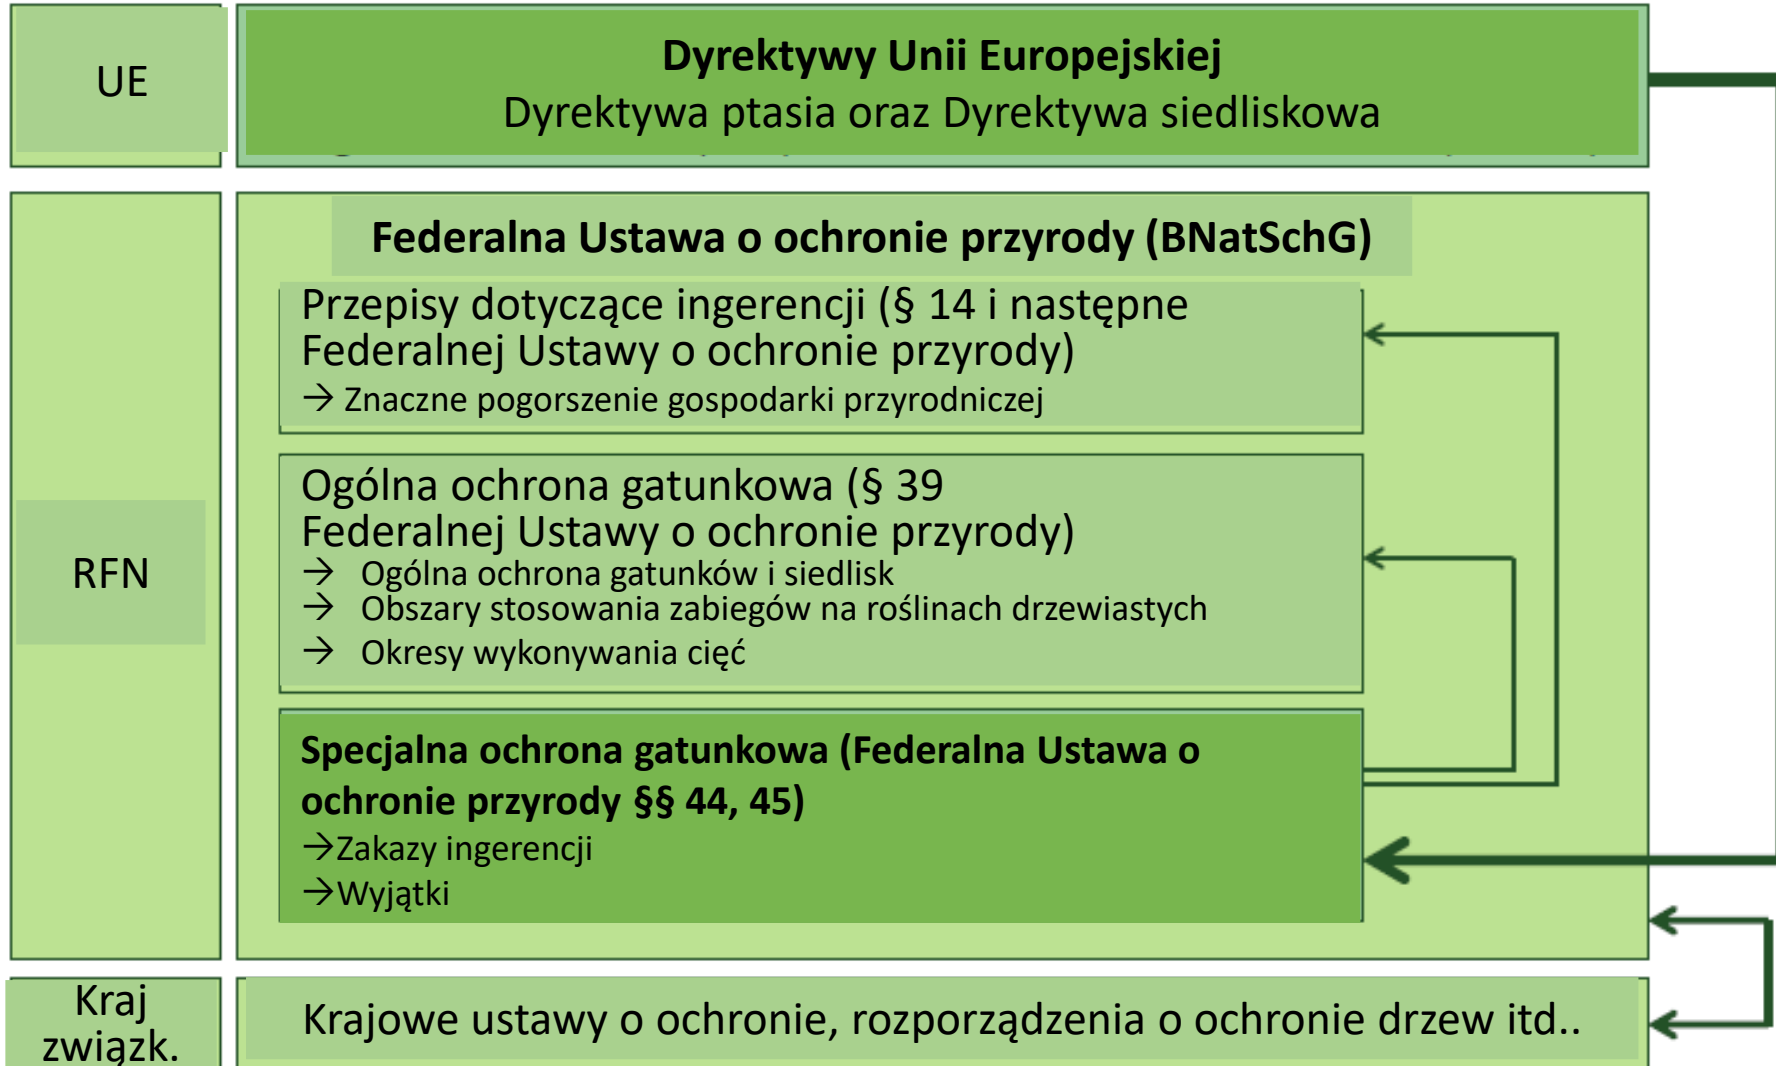 UE
Dyrektywy Unii Europejskiej
Dyrektywa ptasia oraz Dyrektywa siedliskowa
RFN
Federalna Ustawa o ochronie przyrody (BNatSchG)
Przepisy dotyczące ingerencji (§ 14 i następne
Federalnej Ustawy o ochronie przyrody)
→ Znaczne pogorszenie gospodarki przyrodniczej
Ogólna ochrona gatunkowa (§ 39
Federalnej Ustawy o ochronie przyrody)
→ Ogólna ochrona gatunków i siedlisk
→ Obszary stosowania zabiegów na roślinach drzewiastych
→ Okresy wykonywania cięć
Specjalna ochrona gatunkowa (Federalna Ustawa o
ochronie przyrody §§ 44, 45)
→Zakazy ingerencji
→Wyjątki
Kraj
związk.
Krajowe ustawy o ochronie, rozporządzenia o ochronie drzew itd..